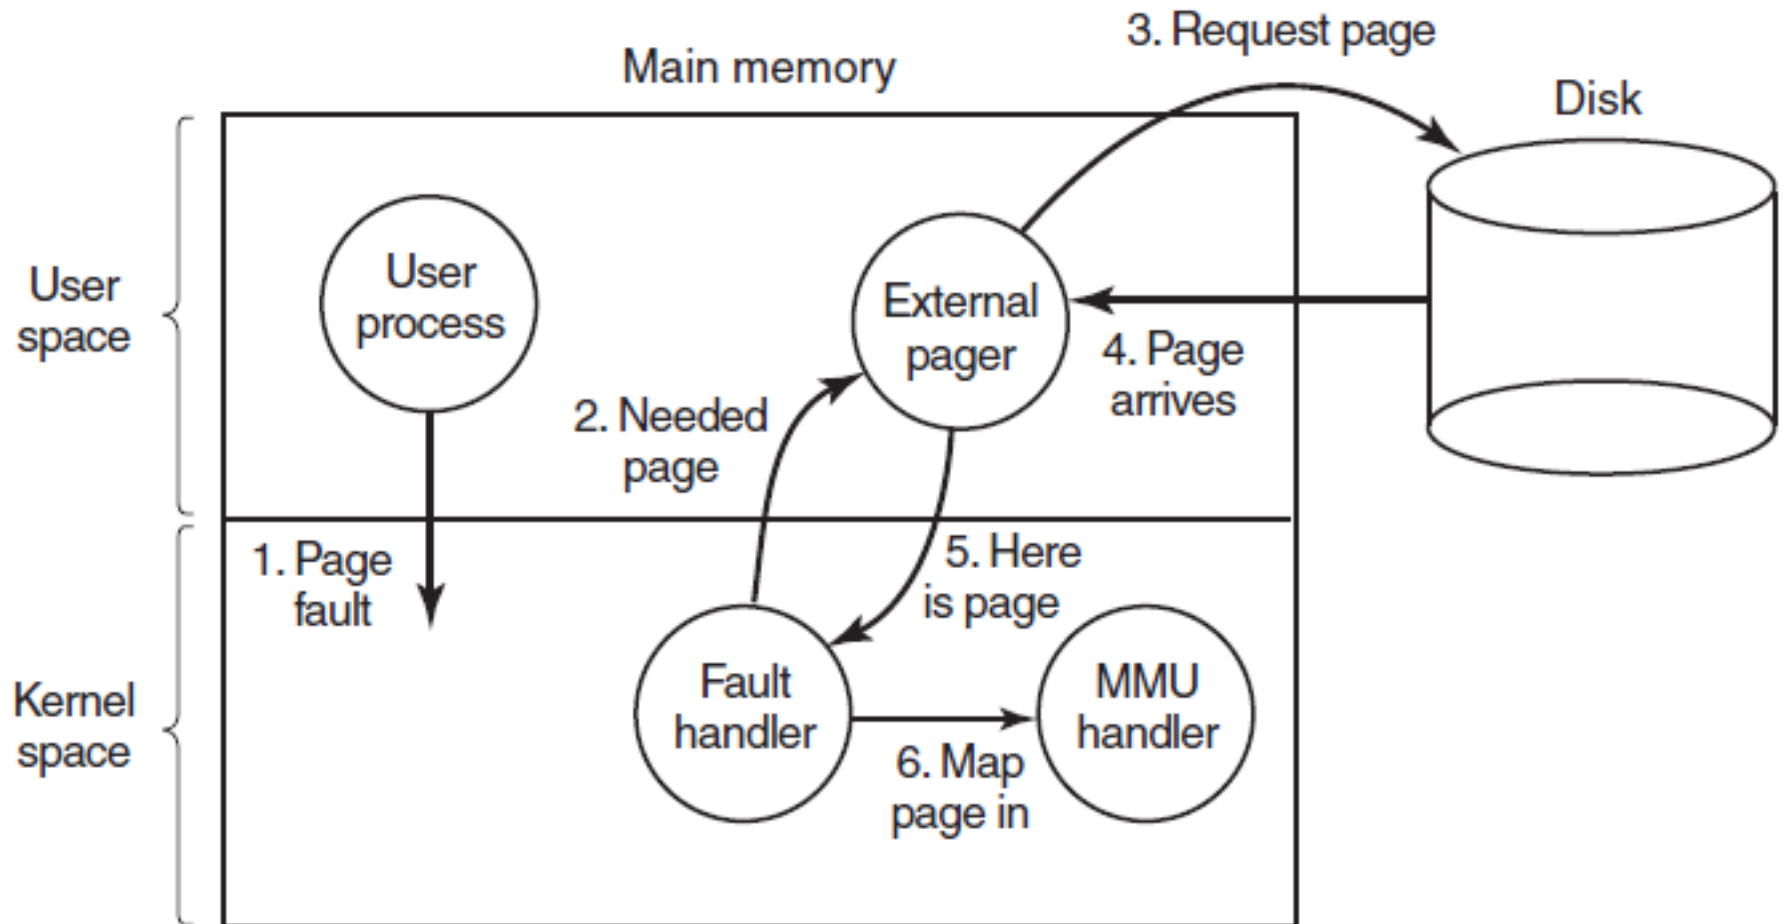 3. Request page
Main memory
Disk
User
space
User
process
External
pager
4. Page
arrives
2. Needed
page
1. Page
fault
5. Here
is page
Kernel
space
Fault
handler
MMU
handler
6. Map
page in